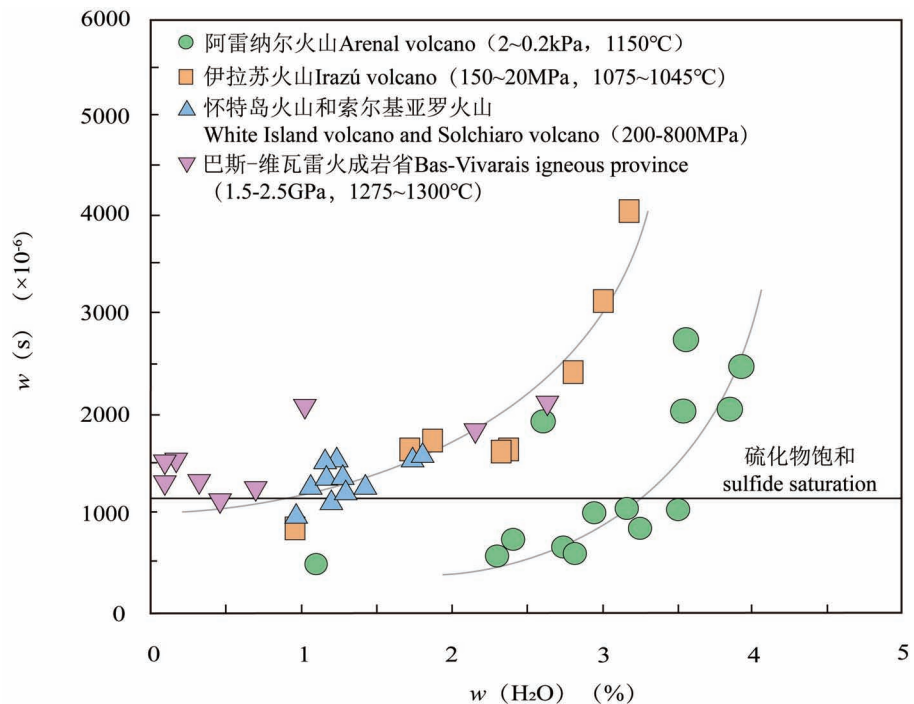 6000
5000
4000
3000
2000
1000
0
w (s) (×10⁻⁶)
阿雷纳尔火山Arenal volcano（2~0.2kPa，1150℃）
伊拉苏火山Irazú volcano（150~20MPa，1075~1045℃）
怀特岛火山和索尔基亚罗火山
White Island volcano and Solchiaro volcano（200-800MPa）
巴斯-维瓦雷火成岩省Bas-Vivarais igneous province
（1.5-2.5GPa，1275~1300℃）
硫化物饱和
sulfide saturation
0 1 2 3 4 5
w (H₂O) (%)